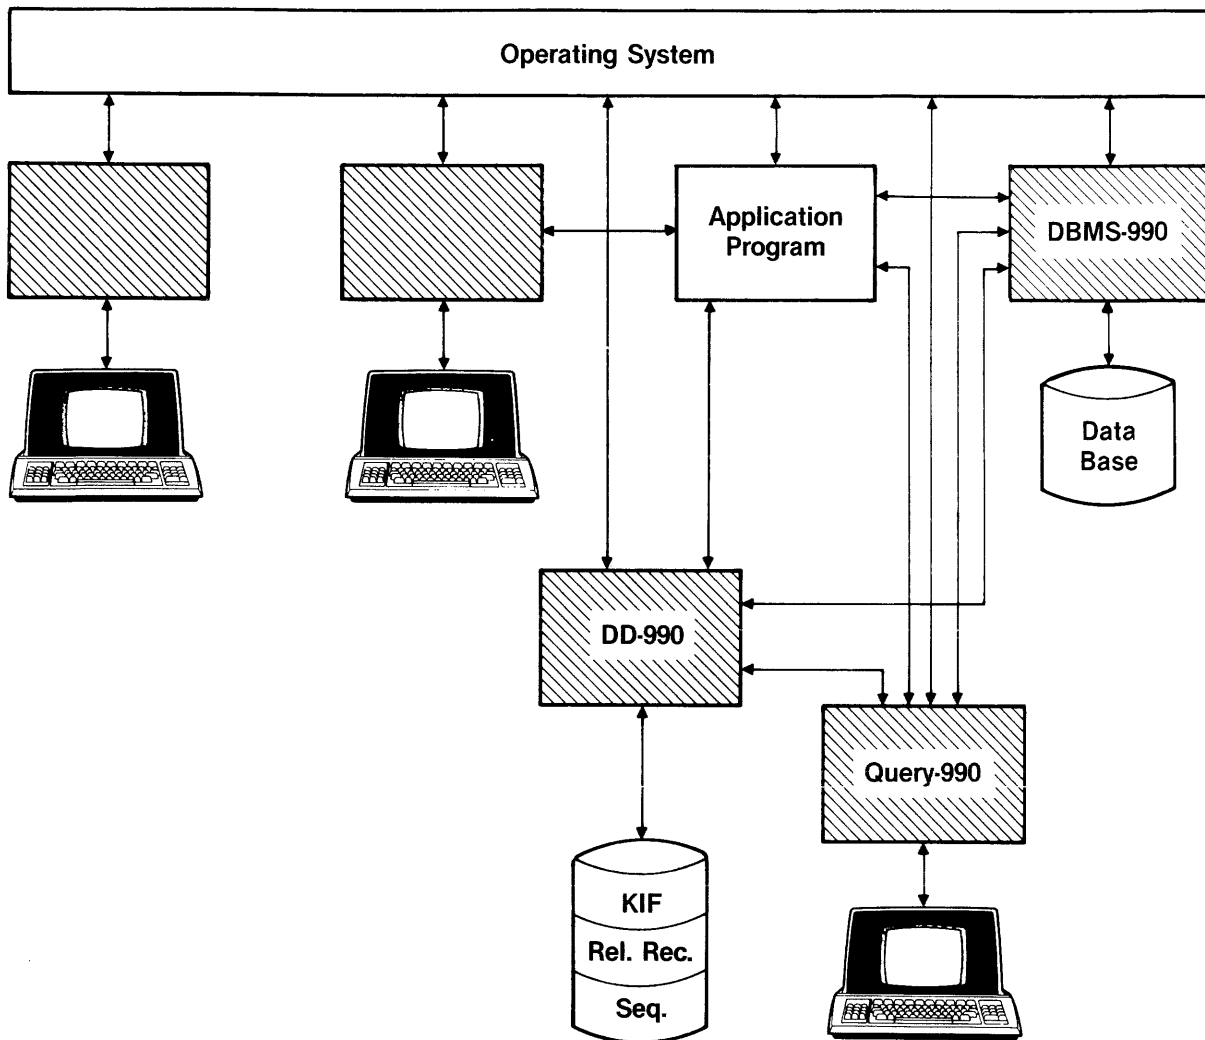 Operating System
Application
Program
DBMS-990
Data
Base
DD-990
Query-990
KIF
Rel. Rec.
Seq.